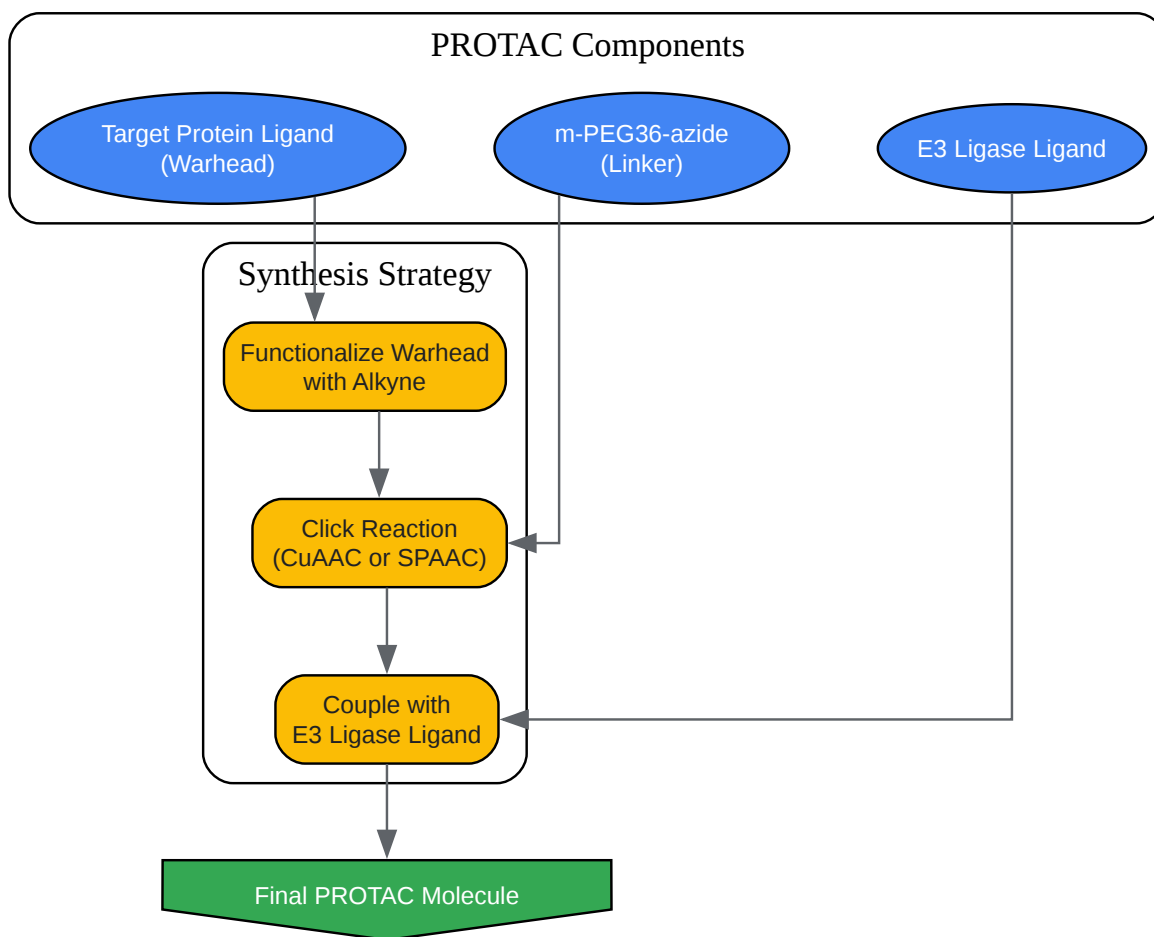 PROTAC Components
Target Protein Ligand
(Warhead)
m-PEG36-azide
(Linker)
E3 Ligase Ligand
Synthesis Strategy
Functionalize Warhead
with Alkyne
Click Reaction
(CuAAC or SPAAC)
Couple with
E3 Ligase Ligand
Final PROTAC Molecule